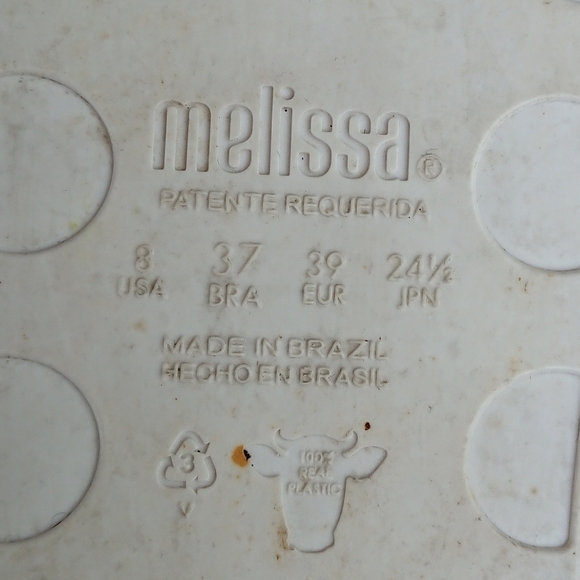 melissa®
PATENTE REQUERIDA
8 37 39 24½
USA BRA EUR JPN
MADE IN BRAZIL
HECHO EN BRASIL
3
V
100%
REAL
PLASTIC